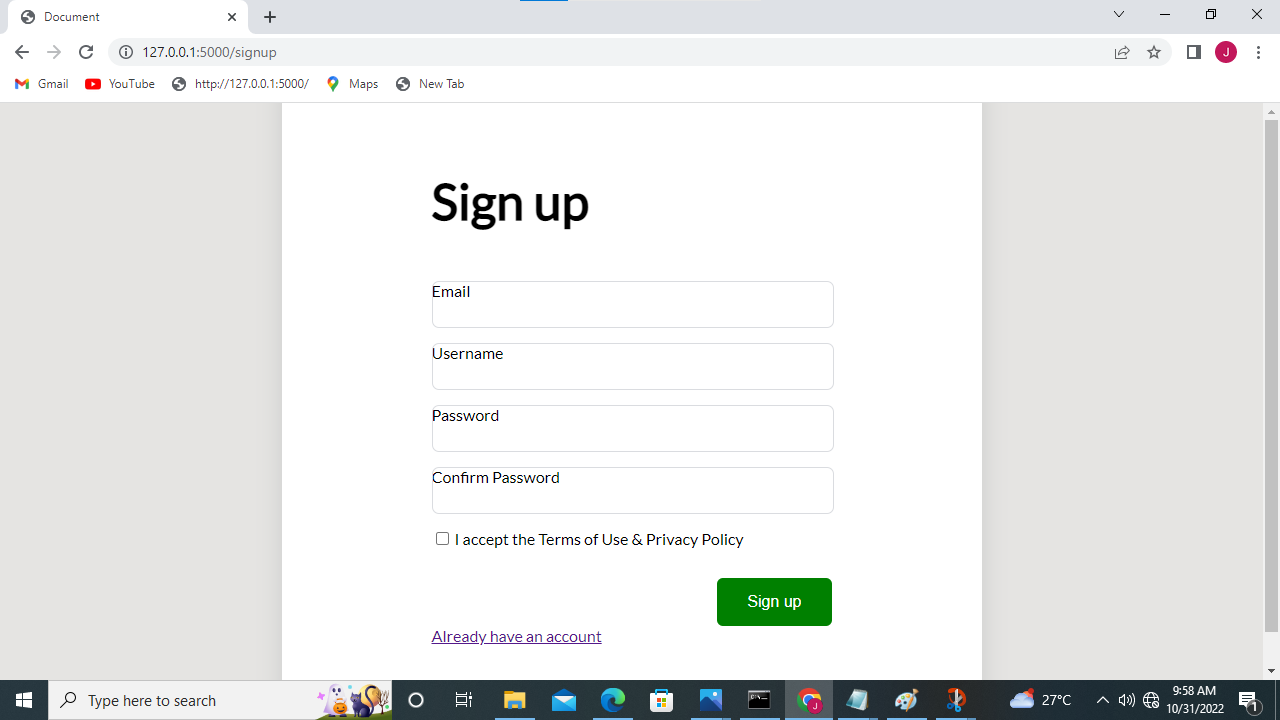 Document
127.0.0.1:5000/signup
J
Gmail YouTube http://127.0.0.1:5000/ Maps New Tab
Sign up
Email
Username
Password
Confirm Password
I accept the Terms of Use & Privacy Policy
Sign up
Already have an account
Type here to search
J
27°C
9:58 AM
10/31/2022
1